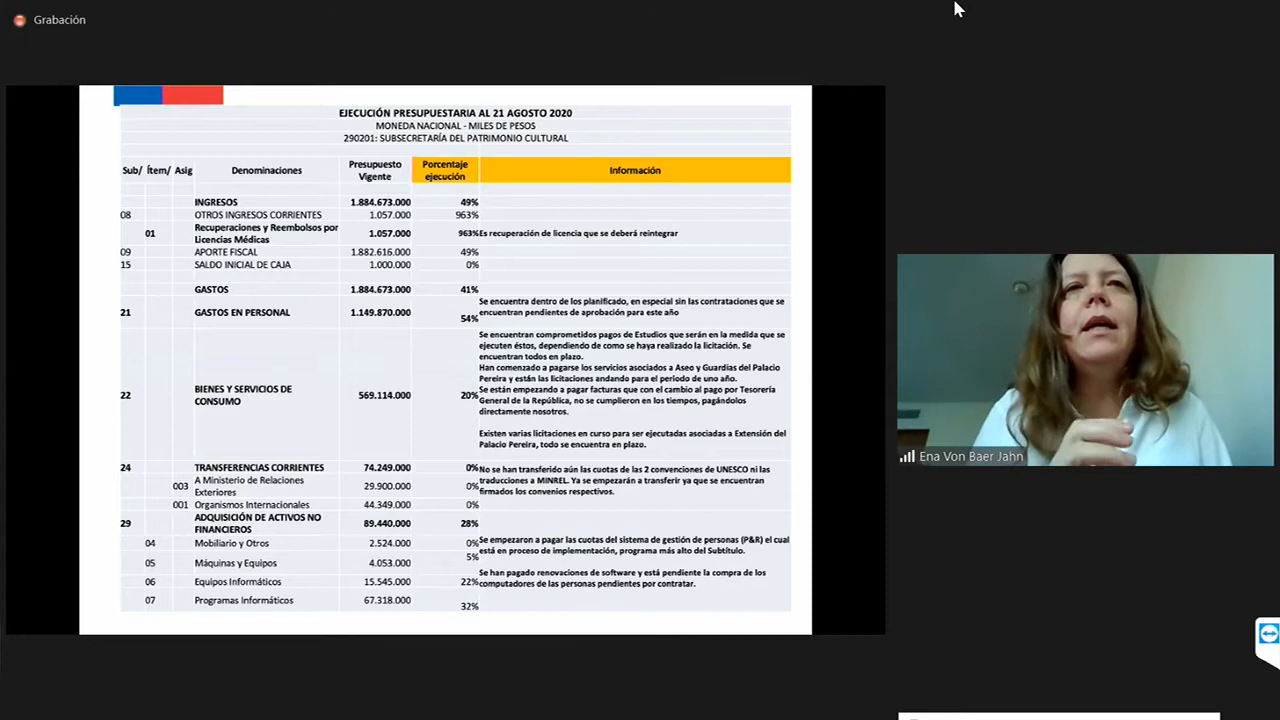 Grabación
EJECUCIÓN PRESUPUESTARIA AL 21 AGOSTO 2020
MONEDA NACIONAL - MILES DE PESOS
290201: SUBSECRETARÍA DEL PATRIMONIO CULTURAL
Sub/ Ítem/ Asig Denominaciones Presupuesto Vigente Porcentaje ejecución Información
INGRESOS 1.884.673.000 49%
08 OTROS INGRESOS CORRIENTES 1.057.000 963%
01 Recuperaciones y Reembolsos por Licencias Médicas 1.057.000 963% Es recuperación de licencia que se deberá reintegrar
09 APORTE FISCAL 1.882.616.000 49%
15 SALDO INICIAL DE CAJA 1.000.000 0%
GASTOS 1.884.673.000 41%
21 GASTOS EN PERSONAL 1.149.870.000 54%
Se encuentra dentro de los planificado, en especial sin las contrataciones que se
encuentran pendientes de aprobación para este año
22 BIENES Y SERVICIOS DE CONSUMO 569.114.000 20%
Se encuentran comprometidos pagos de Estudios que serán en la medida que se
ejecuten éstos, dependiendo de como se haya realizado la licitación. Se
encuentran todos en plazo.
Han comenzado a pagarse los servicios asociados a Aseo y Guardias del Palacio
Pereira y están las licitaciones andando para el periodo de uno año.
Se están empezando a pagar facturas que con el cambio al pago por Tesorería
General de la República, no se cumplieron en los tiempos, pagándolos
directamente nosotros.
Existen varias licitaciones en curso para ser ejecutadas asociadas a Extensión del
Palacio Pereira, todo se encuentra en plazo.
24 TRANSFERENCIAS CORRIENTES 74.249.000 0%
No se han transferido aún las cuotas de las 2 convenciones de UNESCO ni las
traducciones a MINREL. Ya se empezarán a transferir ya que se encuentran
firmados los convenios respectivos.
003 A Ministerio de Relaciones Exteriores 29.900.000 0%
001 Organismos Internacionales 44.349.000 0%
29 ADQUISICIÓN DE ACTIVOS NO FINANCIEROS 89.440.000 28%
04 Mobiliario y Otros 2.524.000 0%
Se empezaron a pagar las cuotas del sistema de gestión de personas (P&R) el cual
está en proceso de implementación, programa más alto del Subtítulo.
05 Máquinas y Equipos 4.053.000 5%
06 Equipos Informáticos 15.545.000 22%
Se han pagado renovaciones de software y está pendiente la compra de los
computadores de las personas pendientes por contratar.
07 Programas Informáticos 67.318.000 32%
Ena Von Baer Jahn